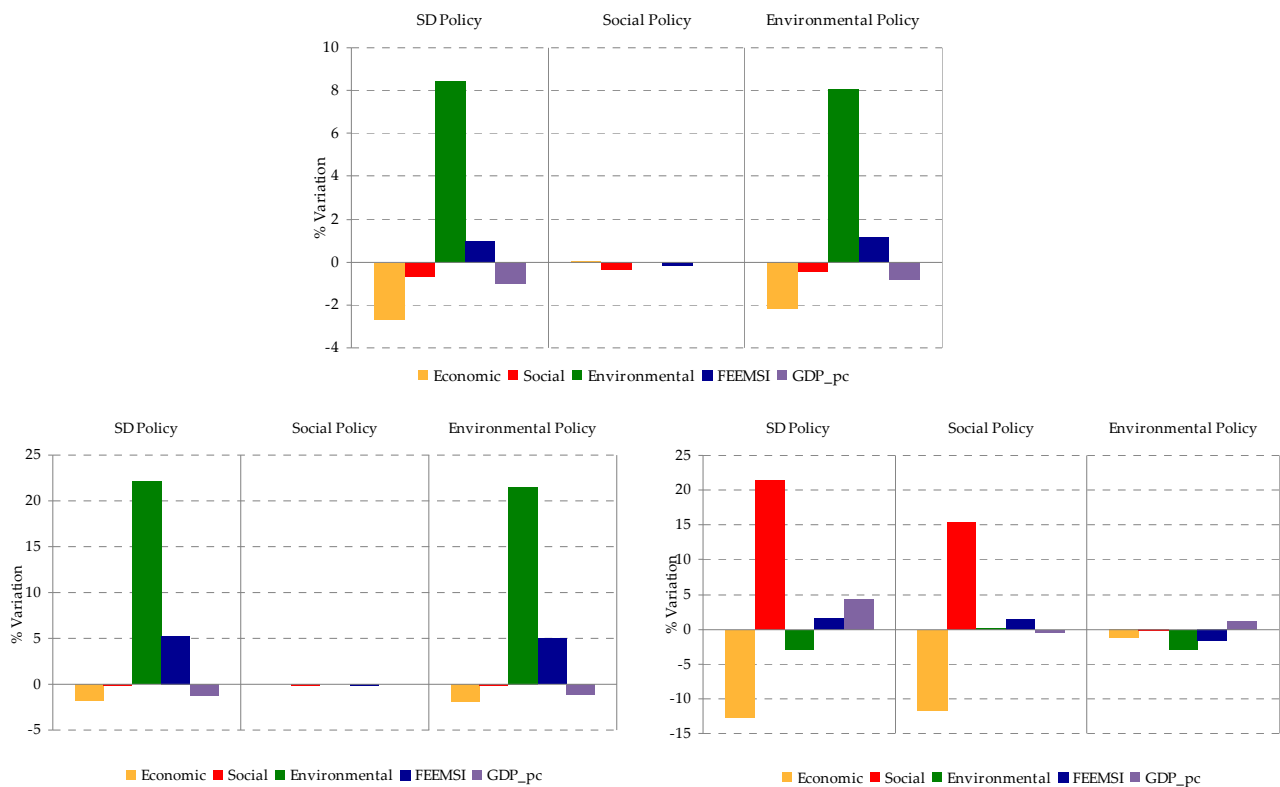 SD Policy Social Policy Environmental Policy
10
8
6
4
2
0
-2
-4
% Variation
Economic Social Environmental FEEMSI GDP_pc
SD Policy Social Policy Environmental Policy
25
20
15
10
5
0
-5
% Variation
Economic Social Environmental FEEMSI GDP_pc
SD Policy Social Policy Environmental Policy
25
20
15
10
5
0
-5
-10
-15
% Variation
Economic Social Environmental FEEMSI GDP_pc